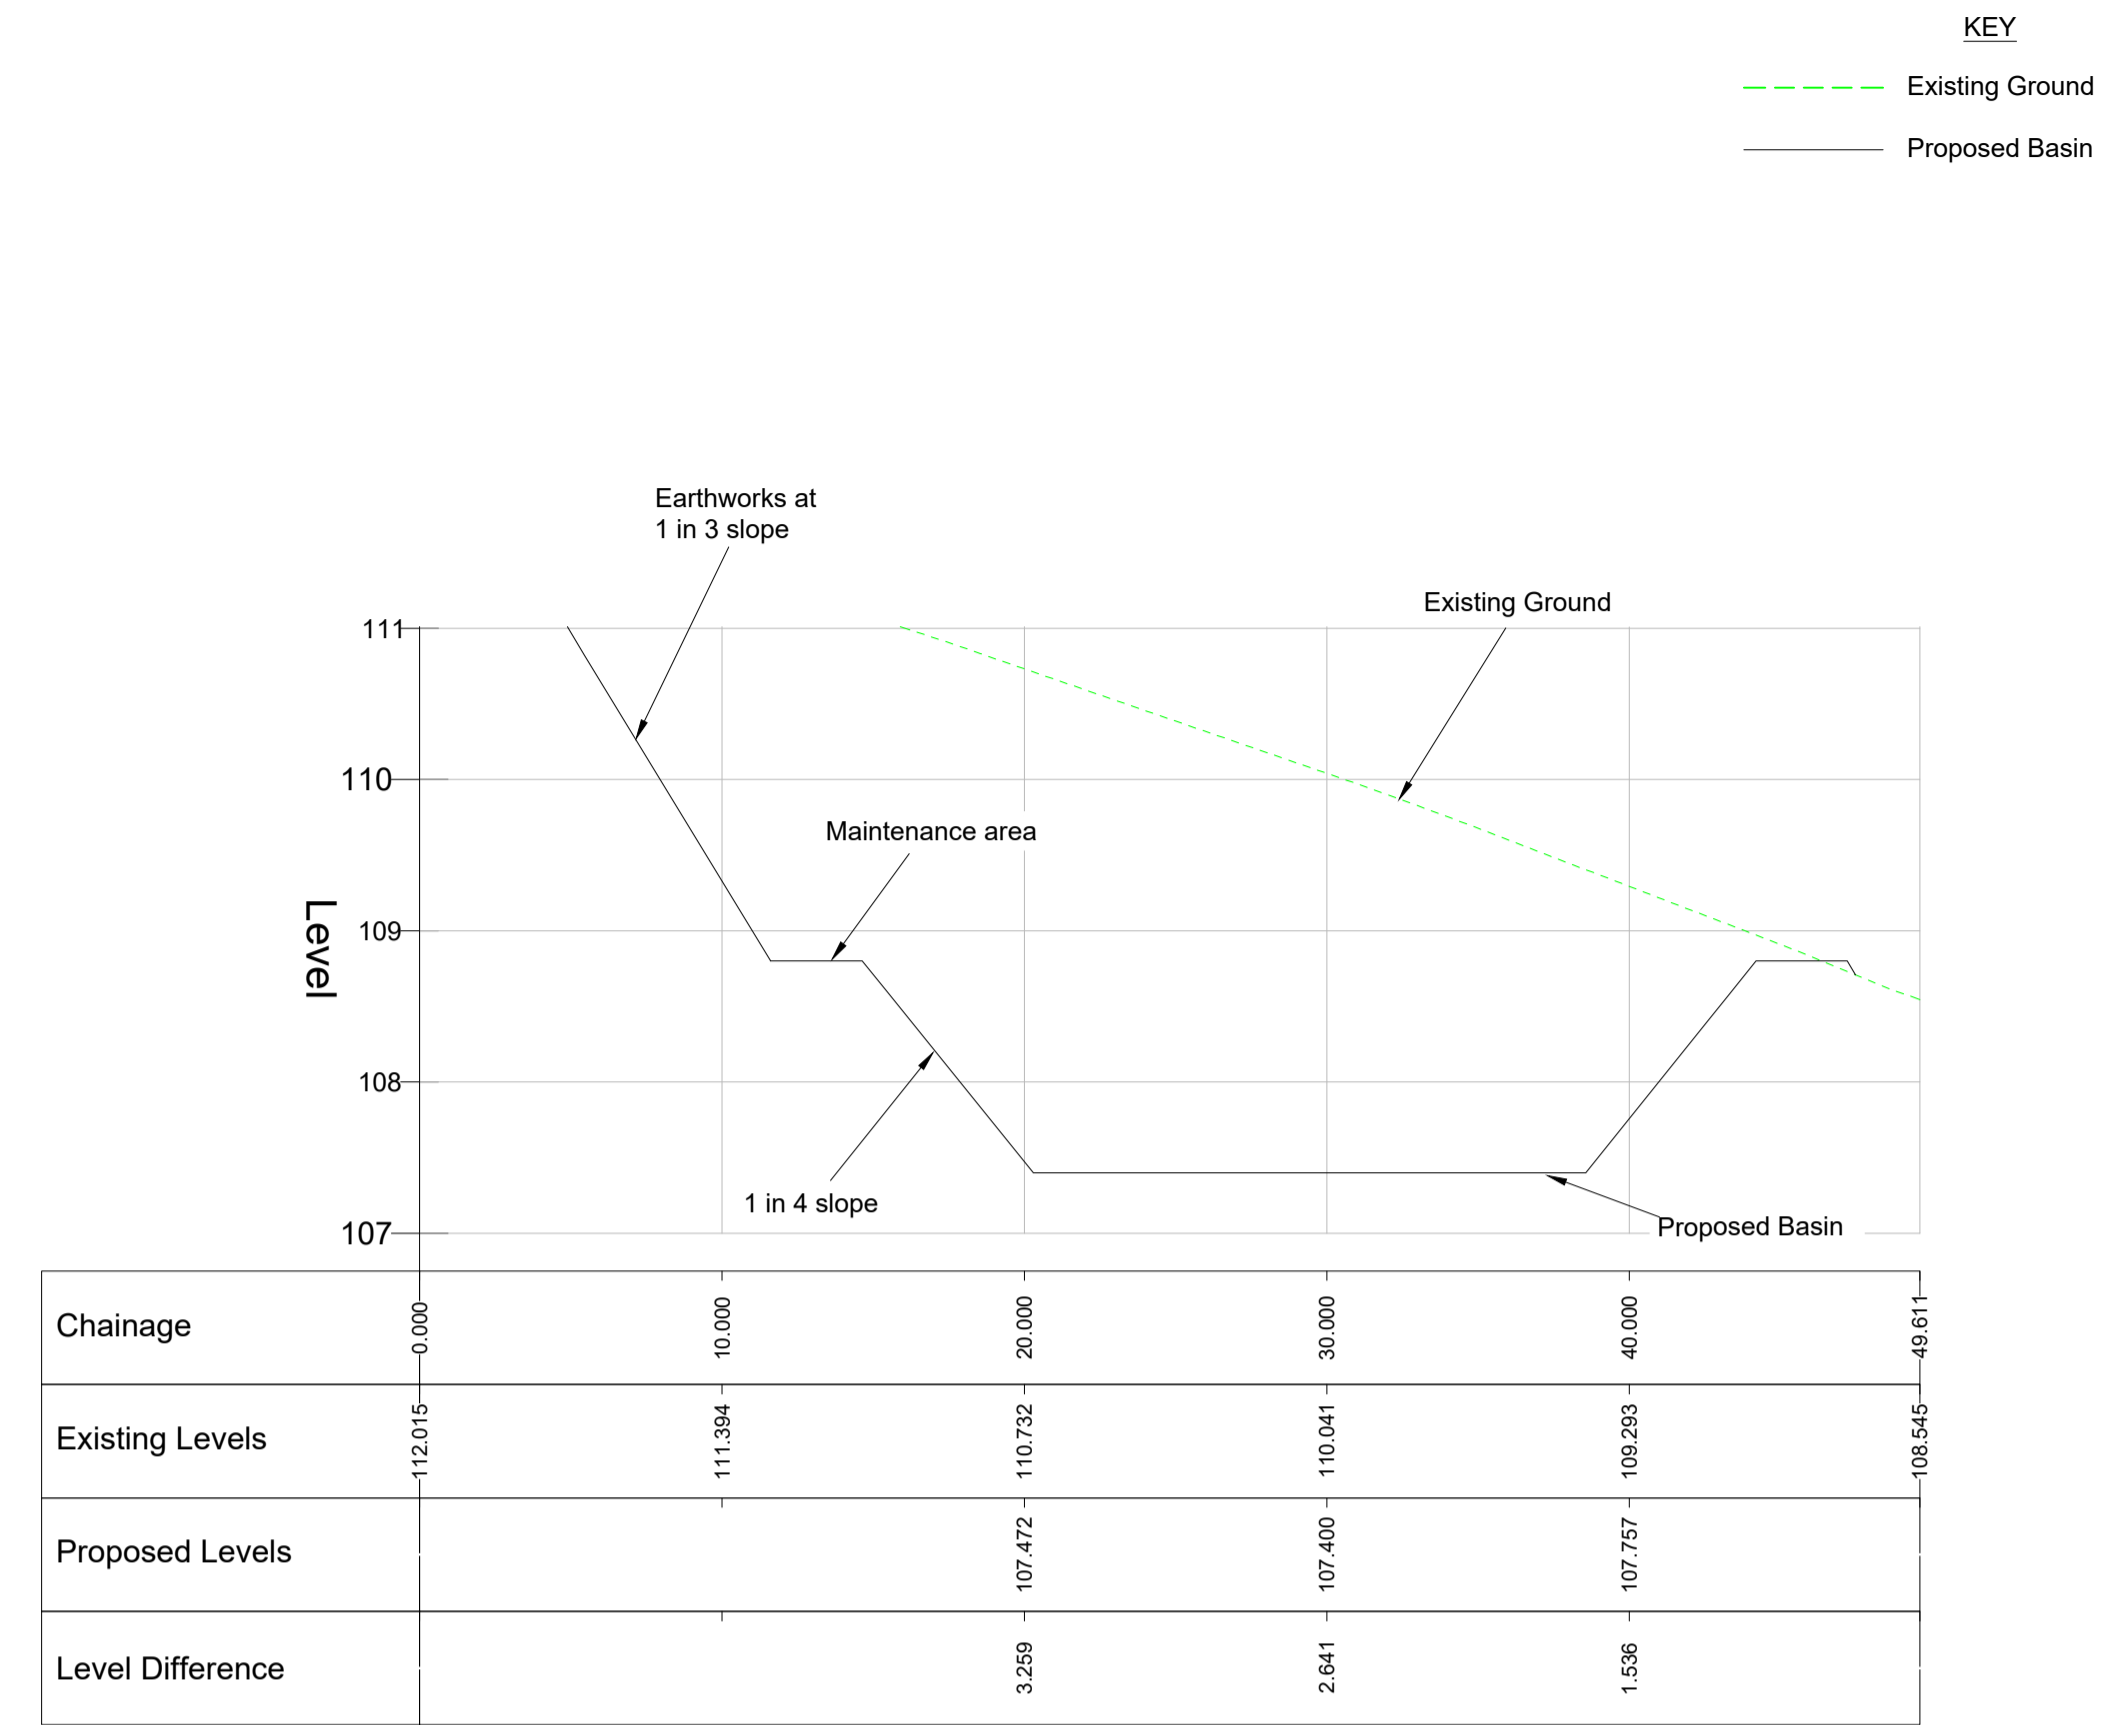 KEY
Existing Ground
Proposed Basin
Earthworks at
1 in 3 slope
Existing Ground
111
110
Maintenance area
Level
109
108
1 in 4 slope
107
Proposed Basin
Chainage 0.000 10.000 20.000 30.000 40.000 49.611
Existing Levels 112.015 111.394 110.732 110.041 109.293 108.545
Proposed Levels 107.472 107.400 107.757
Level Difference 3.259 2.641 1.536